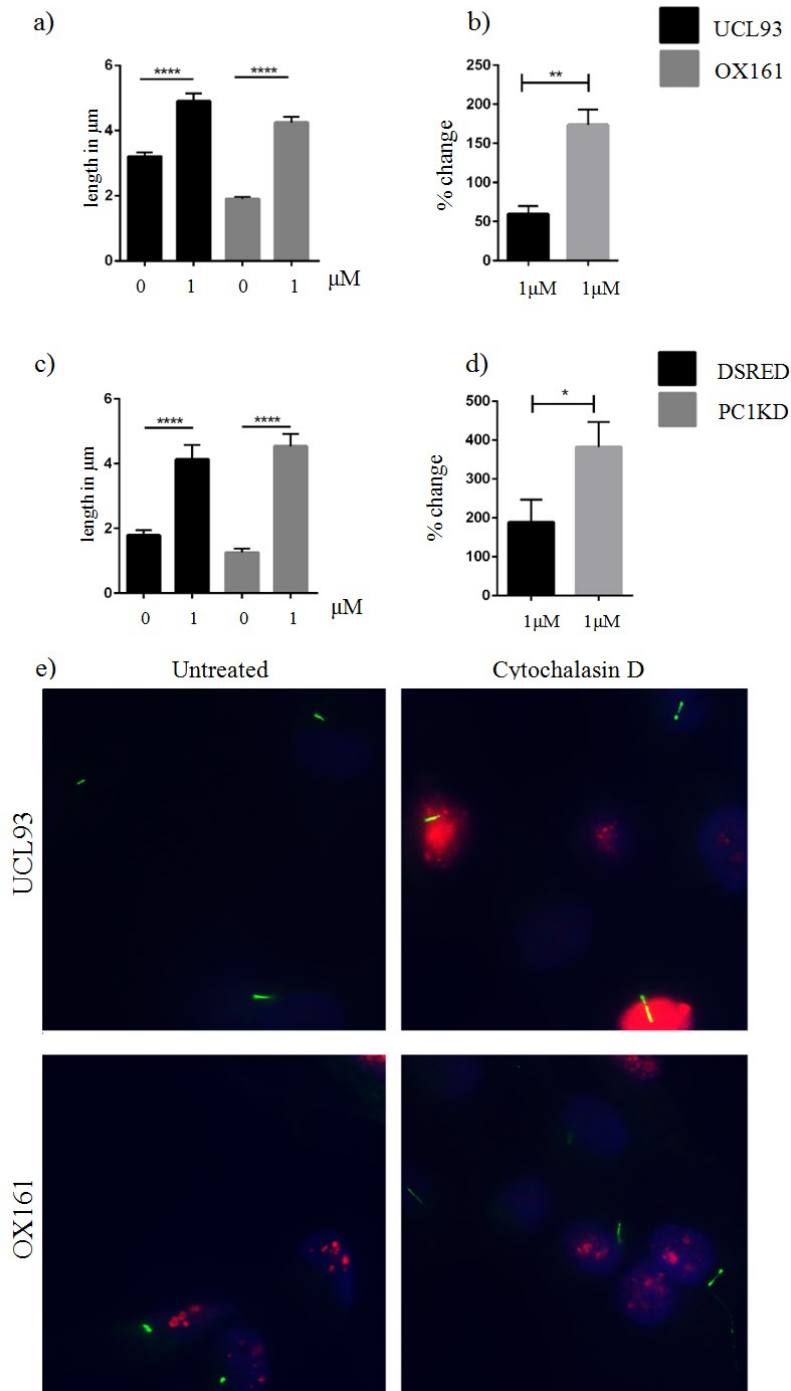 a)
b)
UCL93
OX161
length in µm
6
4
2
0
****
****
0
1
0
1
µM
% change
250
200
150
100
50
0
**
1µM
1µM
c)
d)
DSRED
PC1KD
length in µm
6
4
2
0
****
****
0
1
0
1
µM
% change
500
400
300
200
100
0
*
1µM
1µM
e)
Untreated
Cytochalasin D
UCL93
OX161